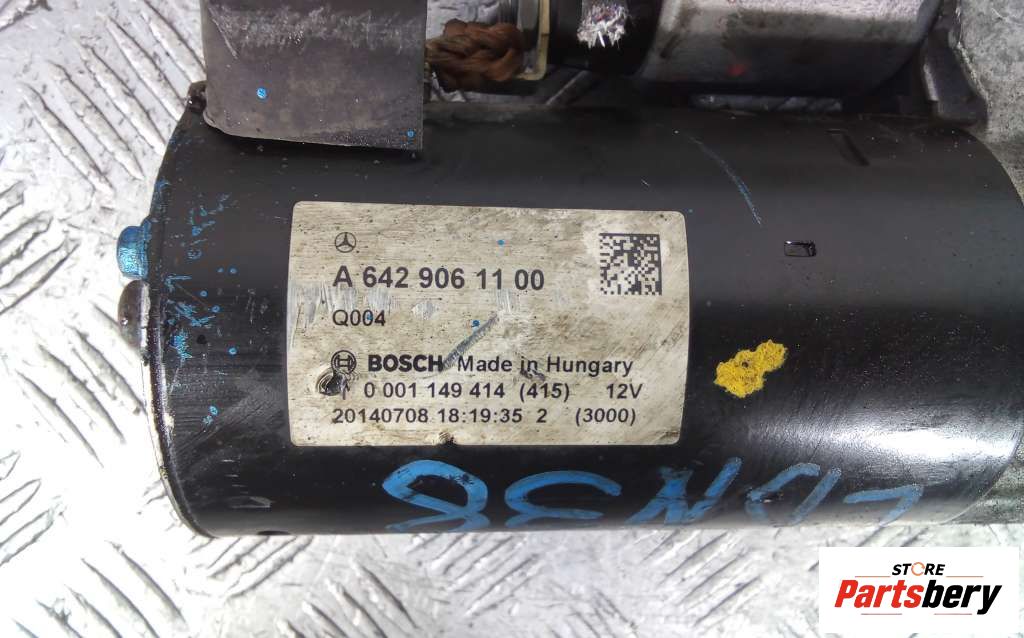 A 642 906 11 00
Q004
BOSCH Made in Hungary
0 001 149 414 (415) 12V
20140708 18:19:35 2 (3000)
LDN38
STORE
Partsbery